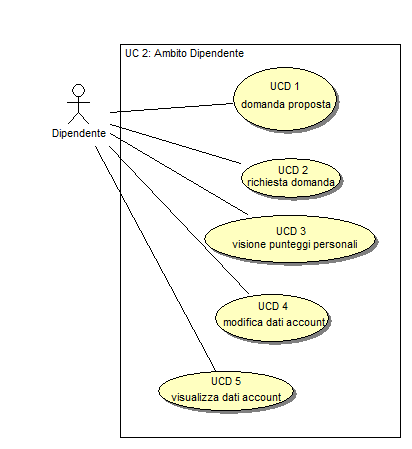 UC 2: Ambito Dipendente
UCD 1
domanda proposta
Dipendente
UCD 2
richiesta domanda
UCD 3
visione punteggi personali
UCD 4
modifica dati account
UCD 5
visualizza dati account